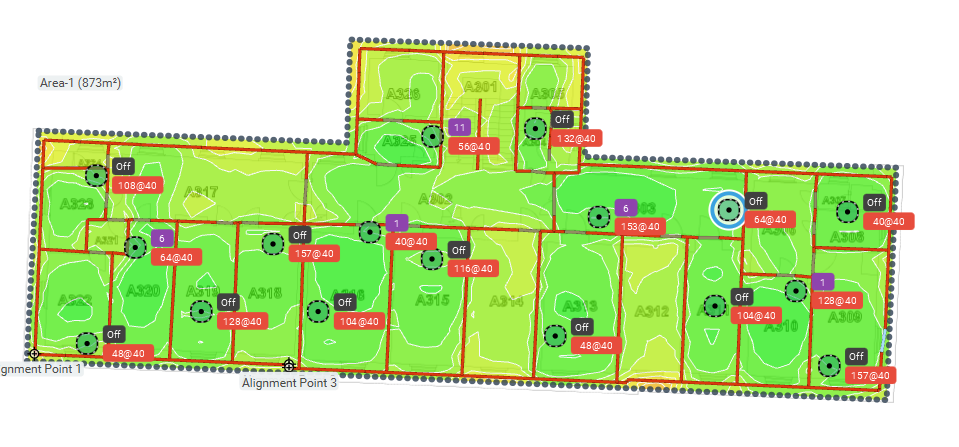 Area-1 (873m²)
A326
A301
A305
11
56@40
Off
132@40
A325
Off
108@40
A317
A302
A323
A321
6
64@40
Off
157@40
1
40@40
Off
116@40
6
153@40
Off
64@40
Off
40@40
A308
A322
A320
A319
A318
A315
A314
A313
A312
A310
A309
Off
128@40
Off
104@40
Off
104@40
1
128@40
Off
48@40
Off
48@40
Off
157@40
gnment Point 1
Alignment Point 3